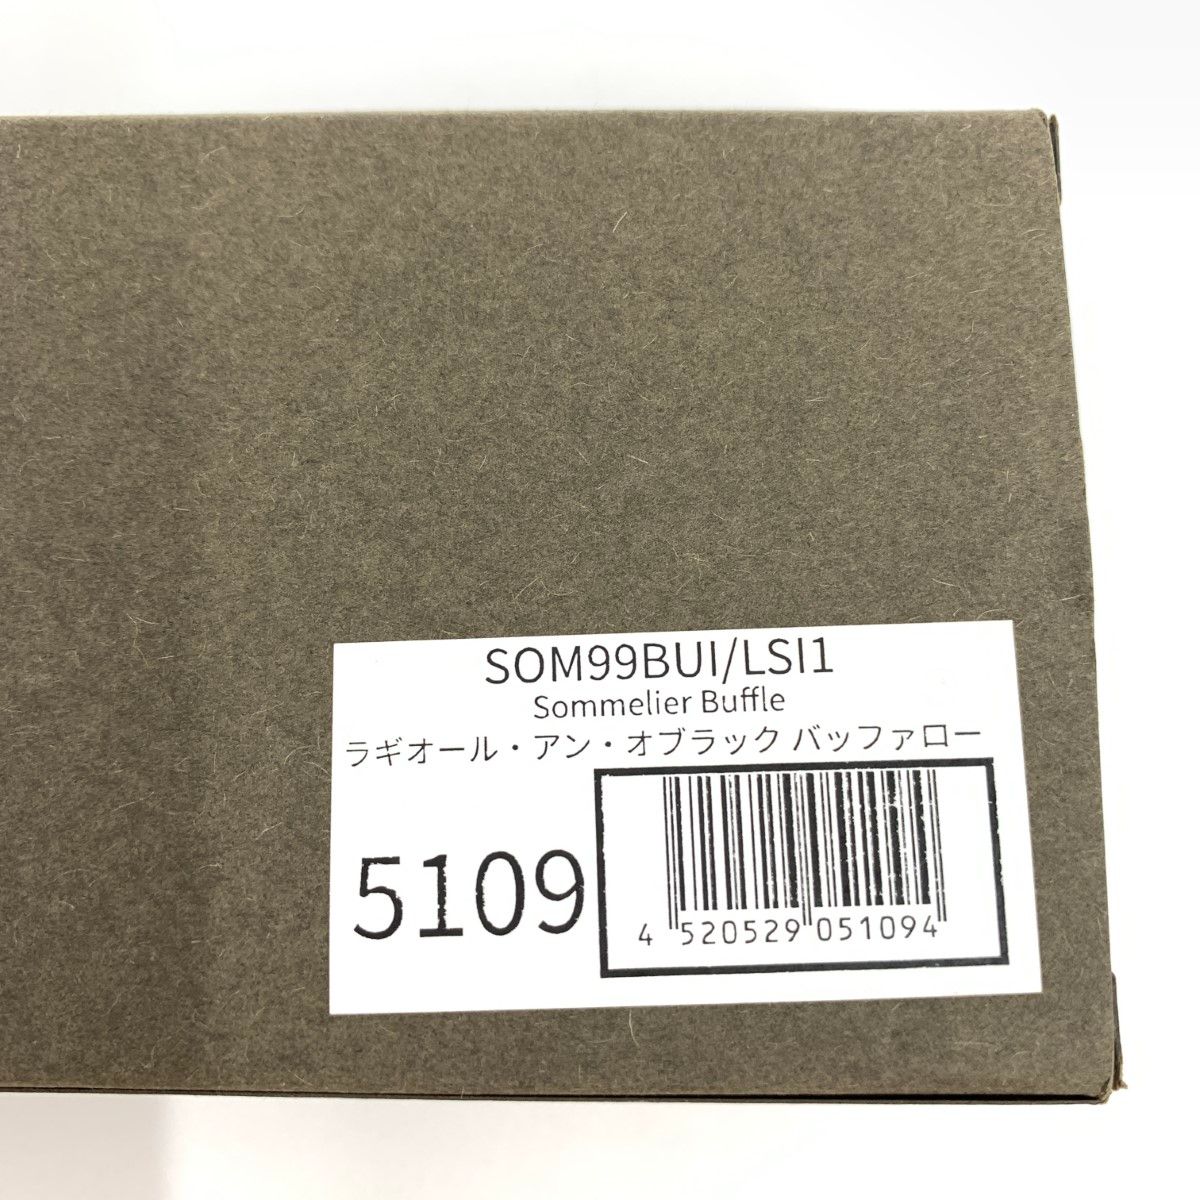 SOM99BUI/LSI1
Sommelier Buffle
ラギオール・アン・オブラック バッファロー
5109
4 520529 051094